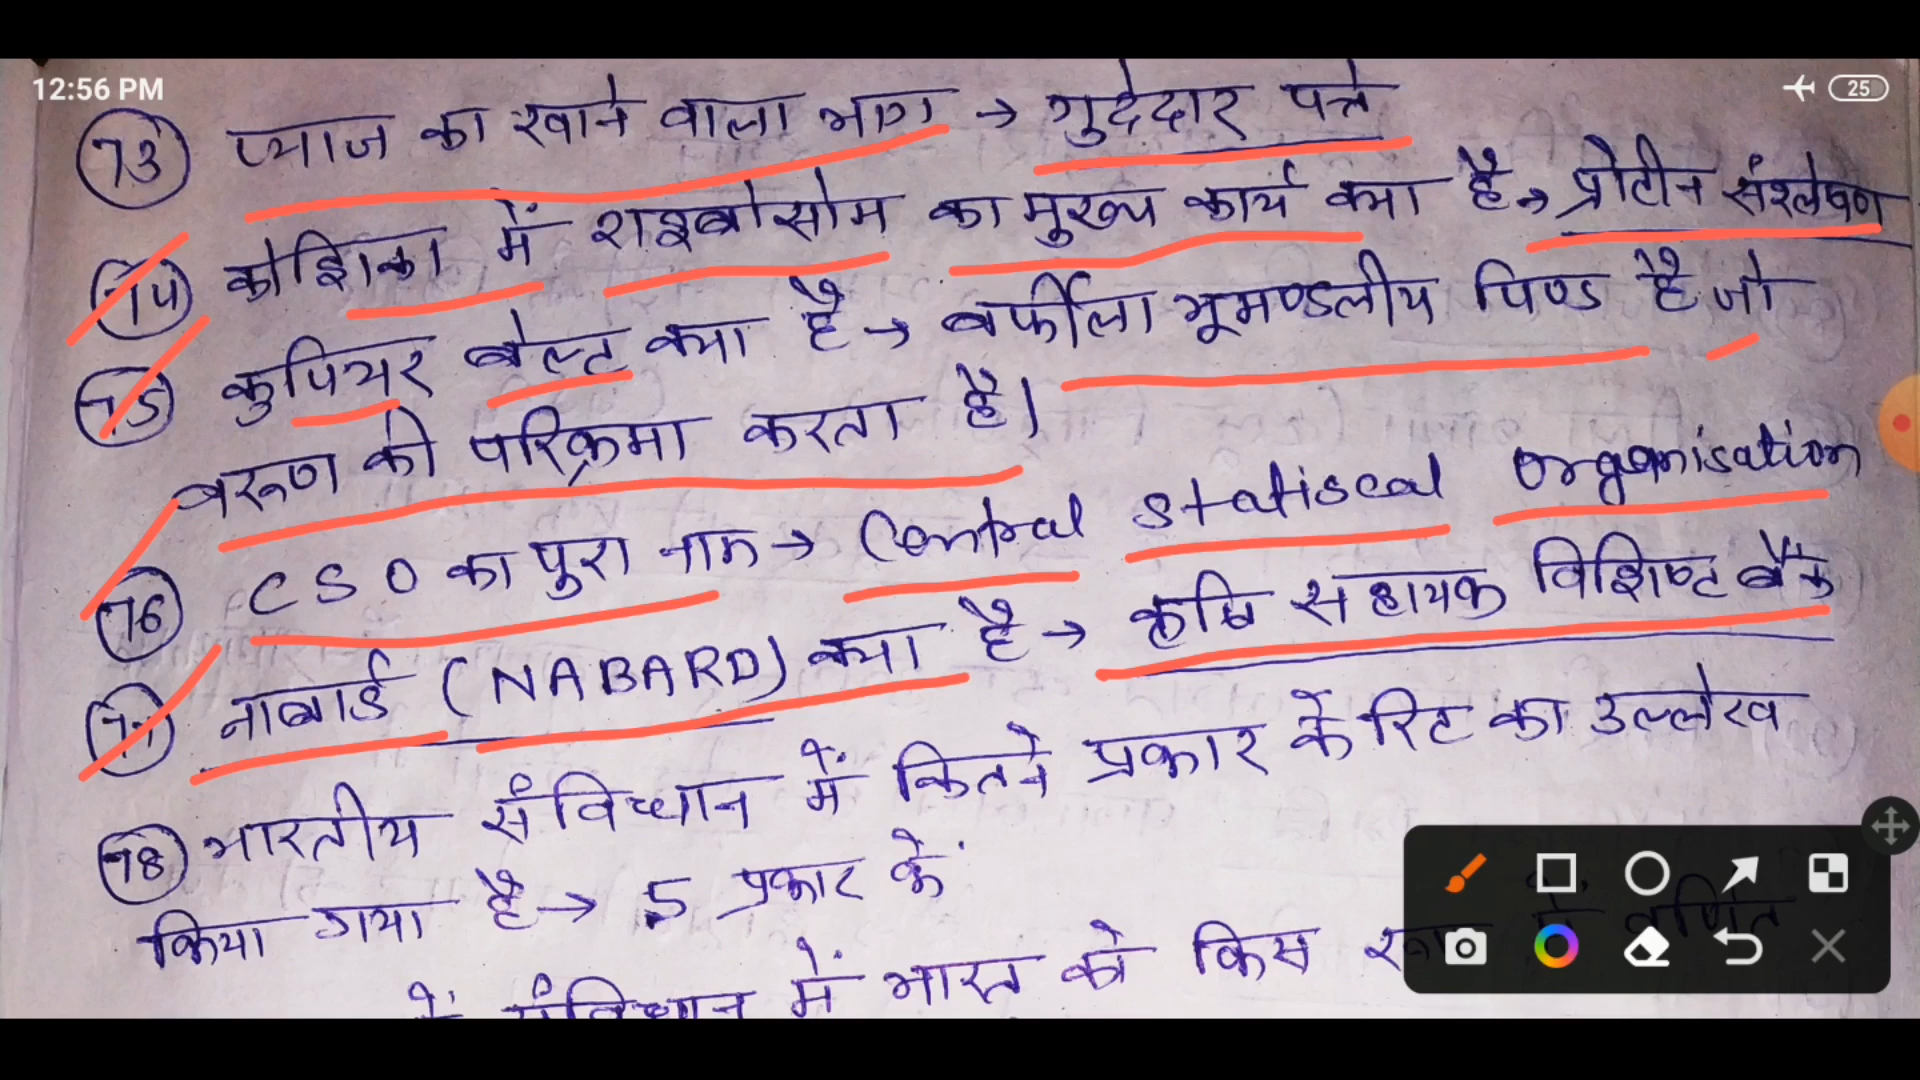 12:56 PM
25
73 प्याज का खाने वाला भाग → गुदेदार पत्ते
74 कोशिका में राइबोसोम का मुख्य कार्य क्या है → प्रोटीन संश्लेषण
75 कुपियर बेल्ट क्या है → बर्फीला भूमण्डलीय पिण्ड है जो
वरूण की परिक्रमा करता है।
76 CSO का पुरा नाम → Central Statiscal Organisation
77 नाबार्ड (NABARD) क्या है → कृषि सहायक विशिष्ट बैंक
78 भारतीय संविधान में कितने प्रकार के रिट का उल्लेख
किया गया है → 5 प्रकार के
संविधान में भारत को किस